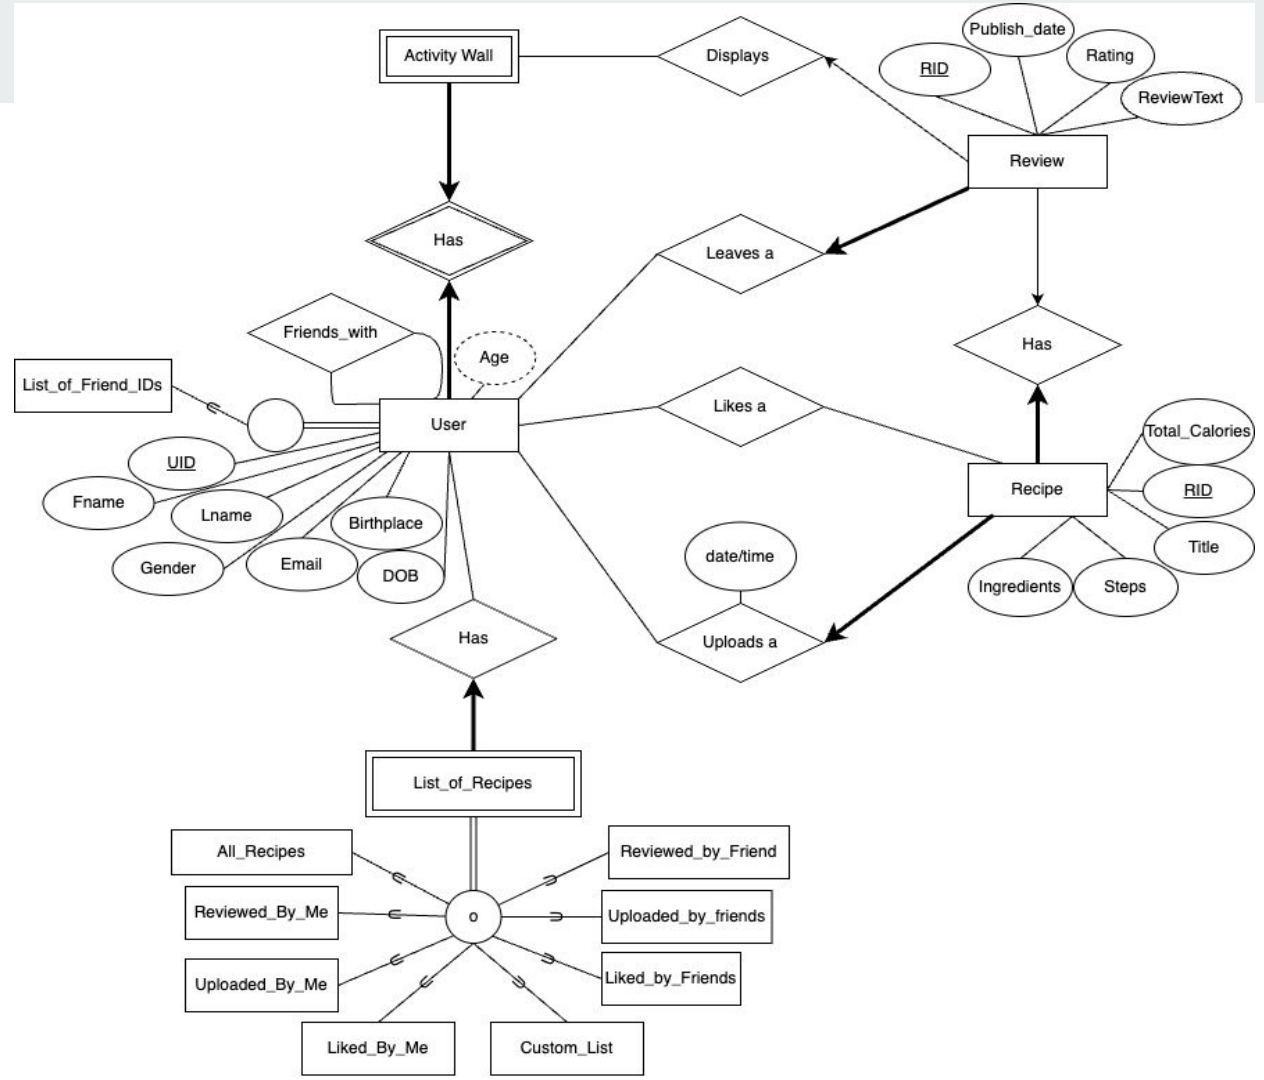 Activity Wall
Displays
Publish_date
RID
Rating
ReviewText
Review
Has
Leaves a
Friends_with
Age
Has
List_of_Friend_IDs
User
Likes a
UID
Fname
Lname
Birthplace
Gender
Email
DOB
Total_Calories
Recipe
RID
Title
Ingredients
Steps
date/time
Uploads a
Has
List_of_Recipes
All_Recipes
Reviewed_by_Friend
Reviewed_By_Me
o
Uploaded_by_friends
Uploaded_By_Me
Liked_by_Friends
Liked_By_Me
Custom_List